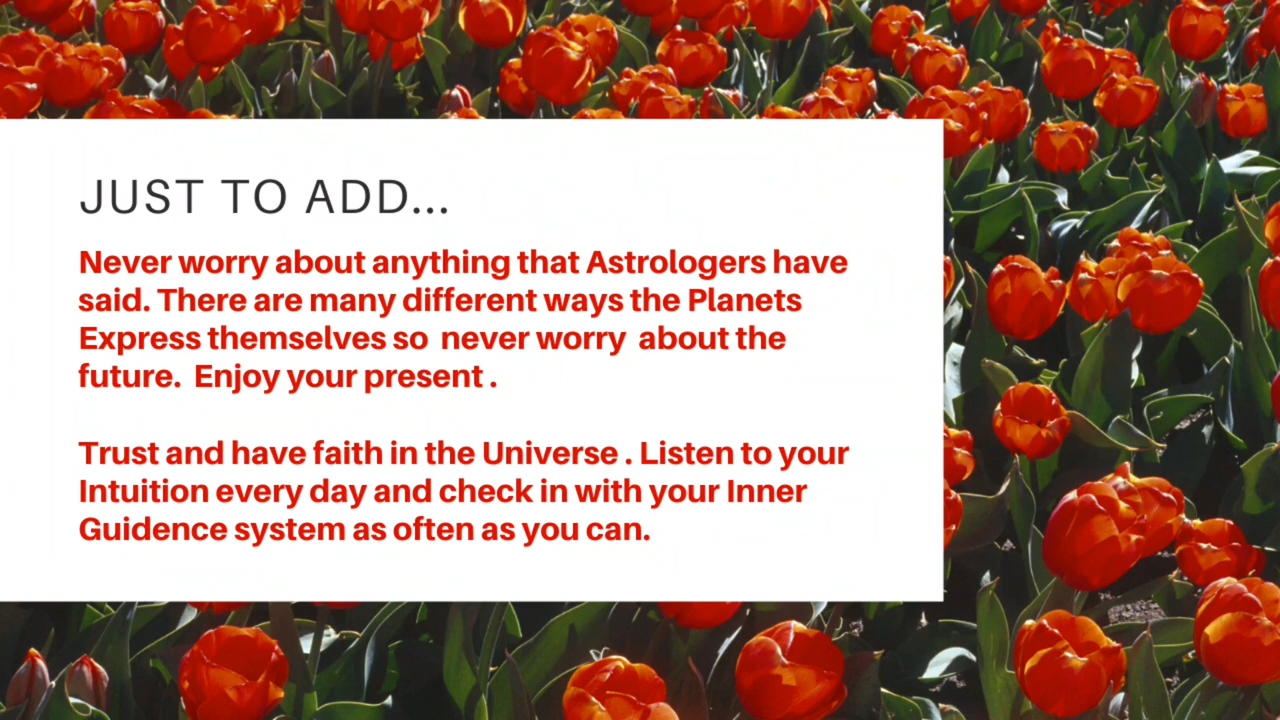 JUST TO ADD...
Never worry about anything that Astrologers have
said. There are many different ways the Planets
Express themselves so  never worry  about the
future.  Enjoy your present .
Trust and have faith in the Universe . Listen to your
Intuition every day and check in with your Inner
Guidence system as often as you can.